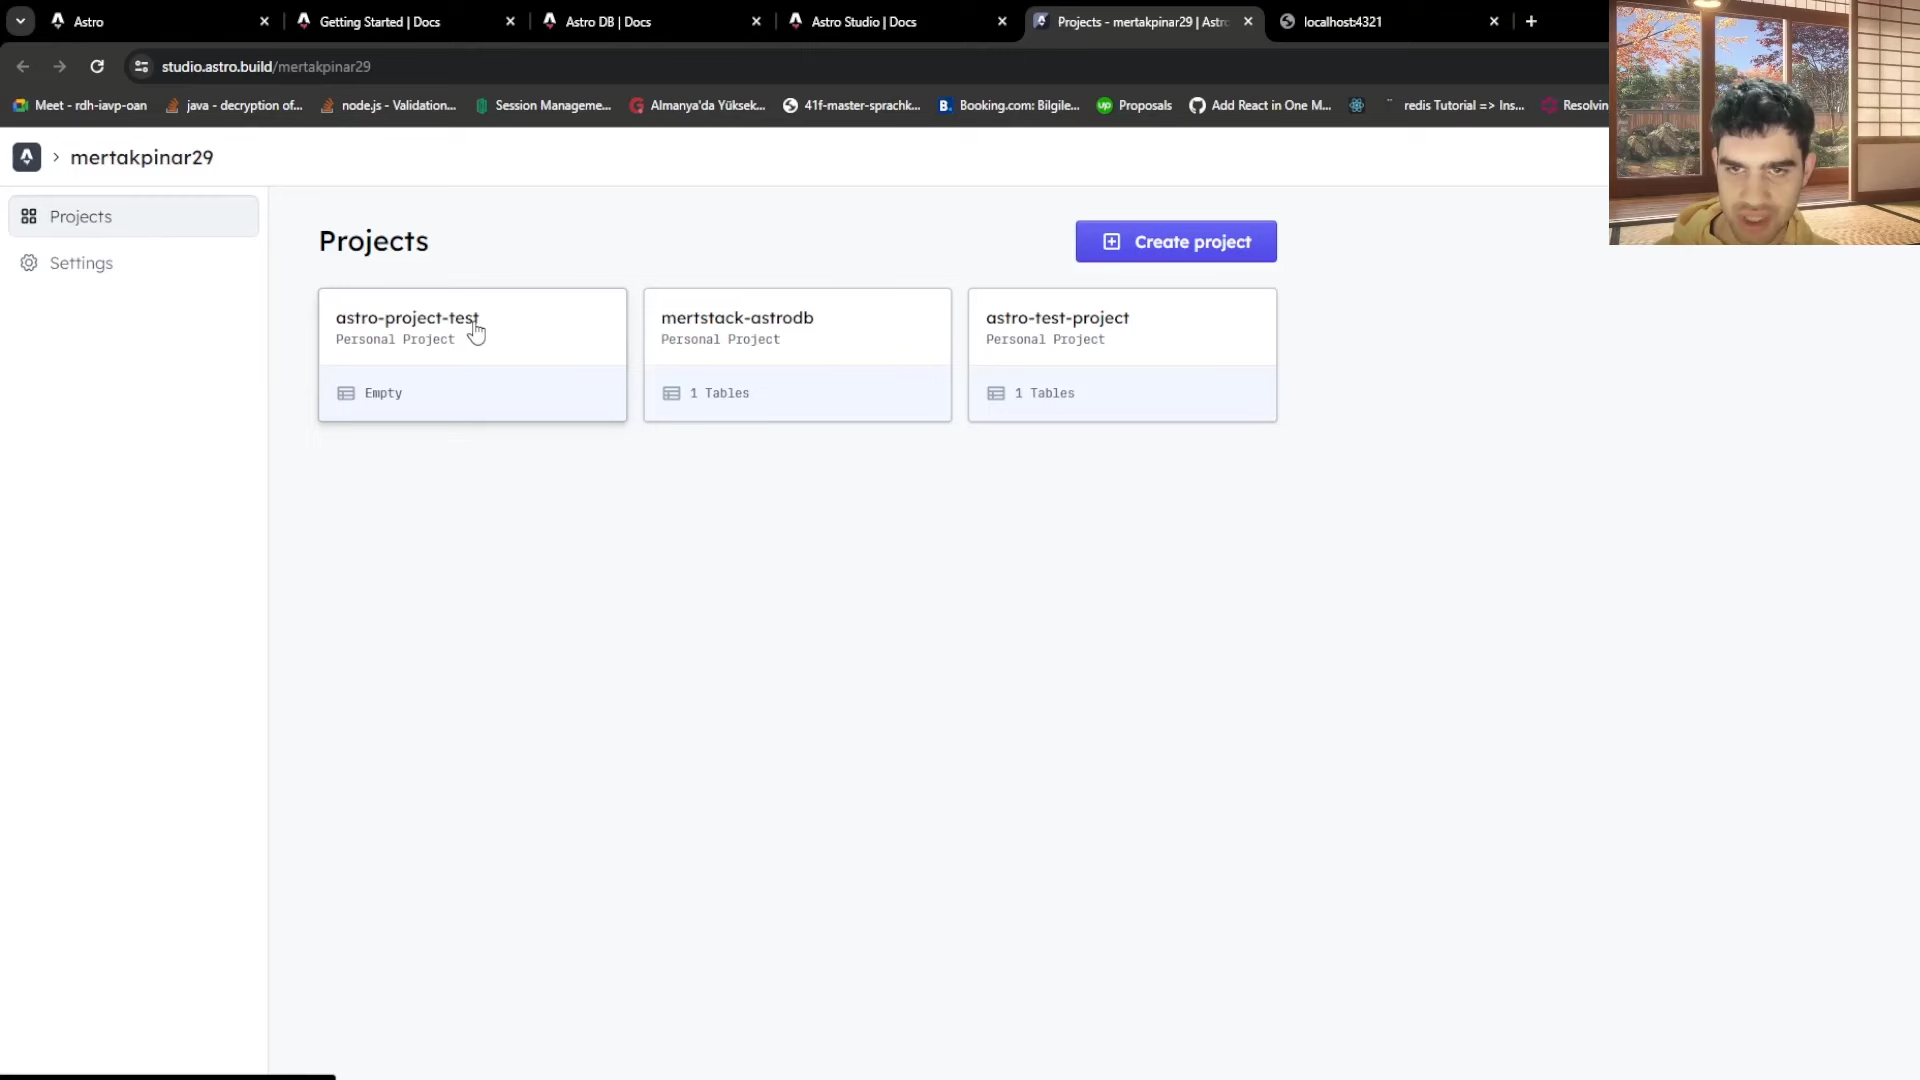 Astro
Getting Started | Docs
Astro DB | Docs
Astro Studio | Docs
Projects - mertakpinar29 | Astro
localhost:4321
studio.astro.build/mertakpinar29
Meet - rdh-iavp-oan
java - decryption of...
node.js - Validation...
Session Manageme...
Almanya'da Yüksek...
41f-master-sprachk...
Booking.com: Bilgile...
Proposals
Add React in One M...
redis Tutorial => Ins...
Resolving
mertakpinar29
Projects
Settings
Projects
Create project
astro-project-test
Personal Project
Empty
mertstack-astrodb
Personal Project
1 Tables
astro-test-project
Personal Project
1 Tables